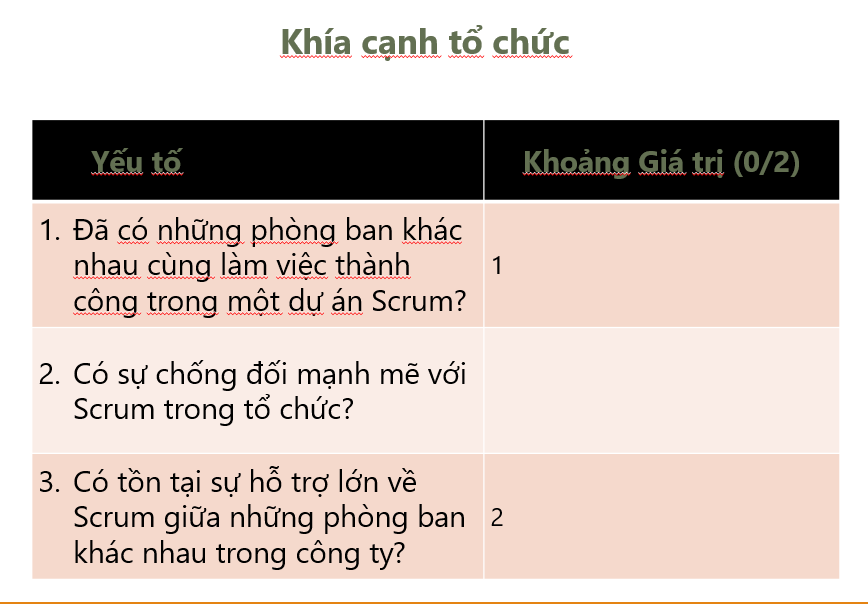 Khía cạnh tổ chức
Yếu tố
Khoảng Giá trị (0/2)
1. Đã có những phòng ban khác
nhau cùng làm việc thành
công trong một dự án Scrum?
1
2. Có sự chống đối mạnh mẽ với
Scrum trong tổ chức?
3. Có tồn tại sự hỗ trợ lớn về
Scrum giữa những phòng ban
khác nhau trong công ty?
2